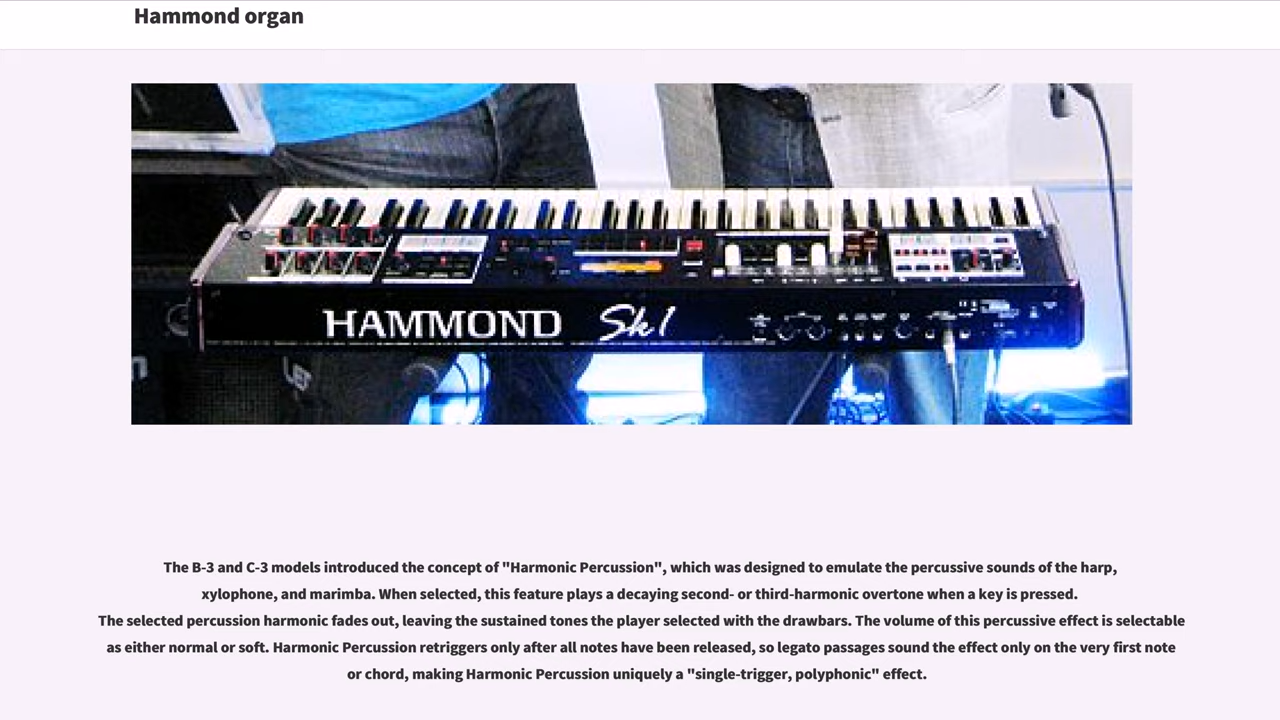 Hammond organ
HAMMOND Sk1
The B-3 and C-3 models introduced the concept of "Harmonic Percussion", which was designed to emulate the percussive sounds of the harp,
xylophone, and marimba. When selected, this feature plays a decaying second- or third-harmonic overtone when a key is pressed.
The selected percussion harmonic fades out, leaving the sustained tones the player selected with the drawbars. The volume of this percussive effect is selectable
as either normal or soft. Harmonic Percussion retriggers only after all notes have been released, so legato passages sound the effect only on the very first note
or chord, making Harmonic Percussion uniquely a "single-trigger, polyphonic" effect.